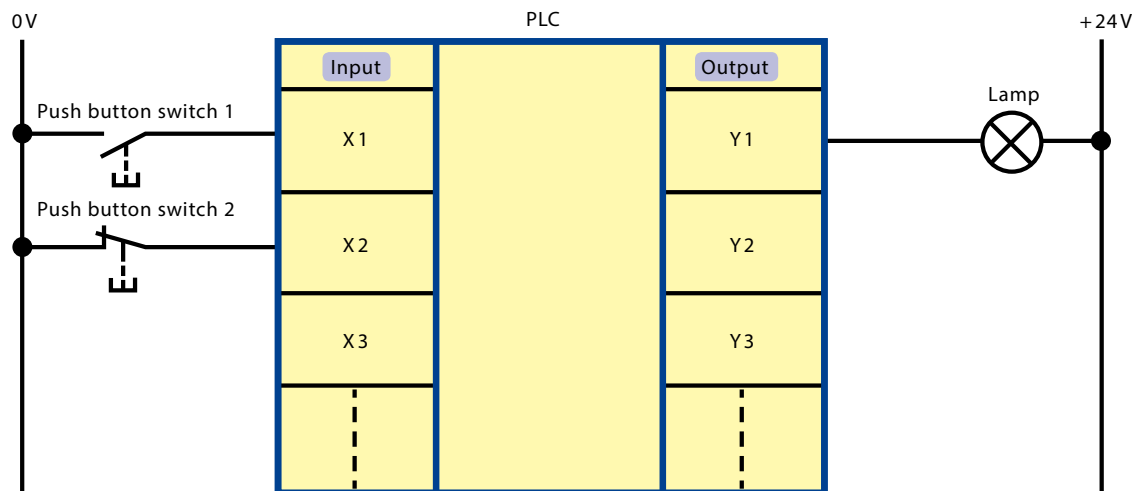 0V
PLC
+24V
Input
Output
Push button switch 1
Lamp
X1
Y1
Push button switch 2
X2
Y2
X3
Y3